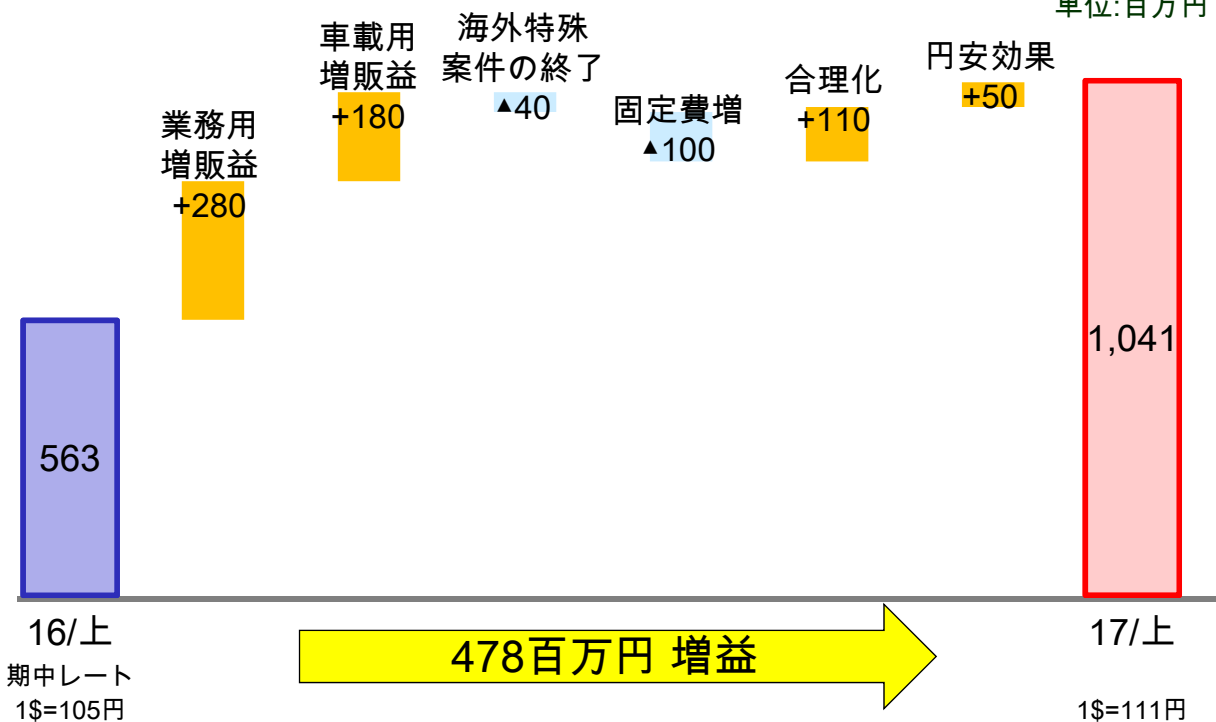 単位:百万円
業務用
増販益
+280
車載用
増販益
+180
海外特殊
案件の終了
▲40
固定費増
▲100
合理化
+110
円安効果
+50
563
1,041
16/上
期中レート
1$=105円
478百万円 増益
17/上
1$=111円